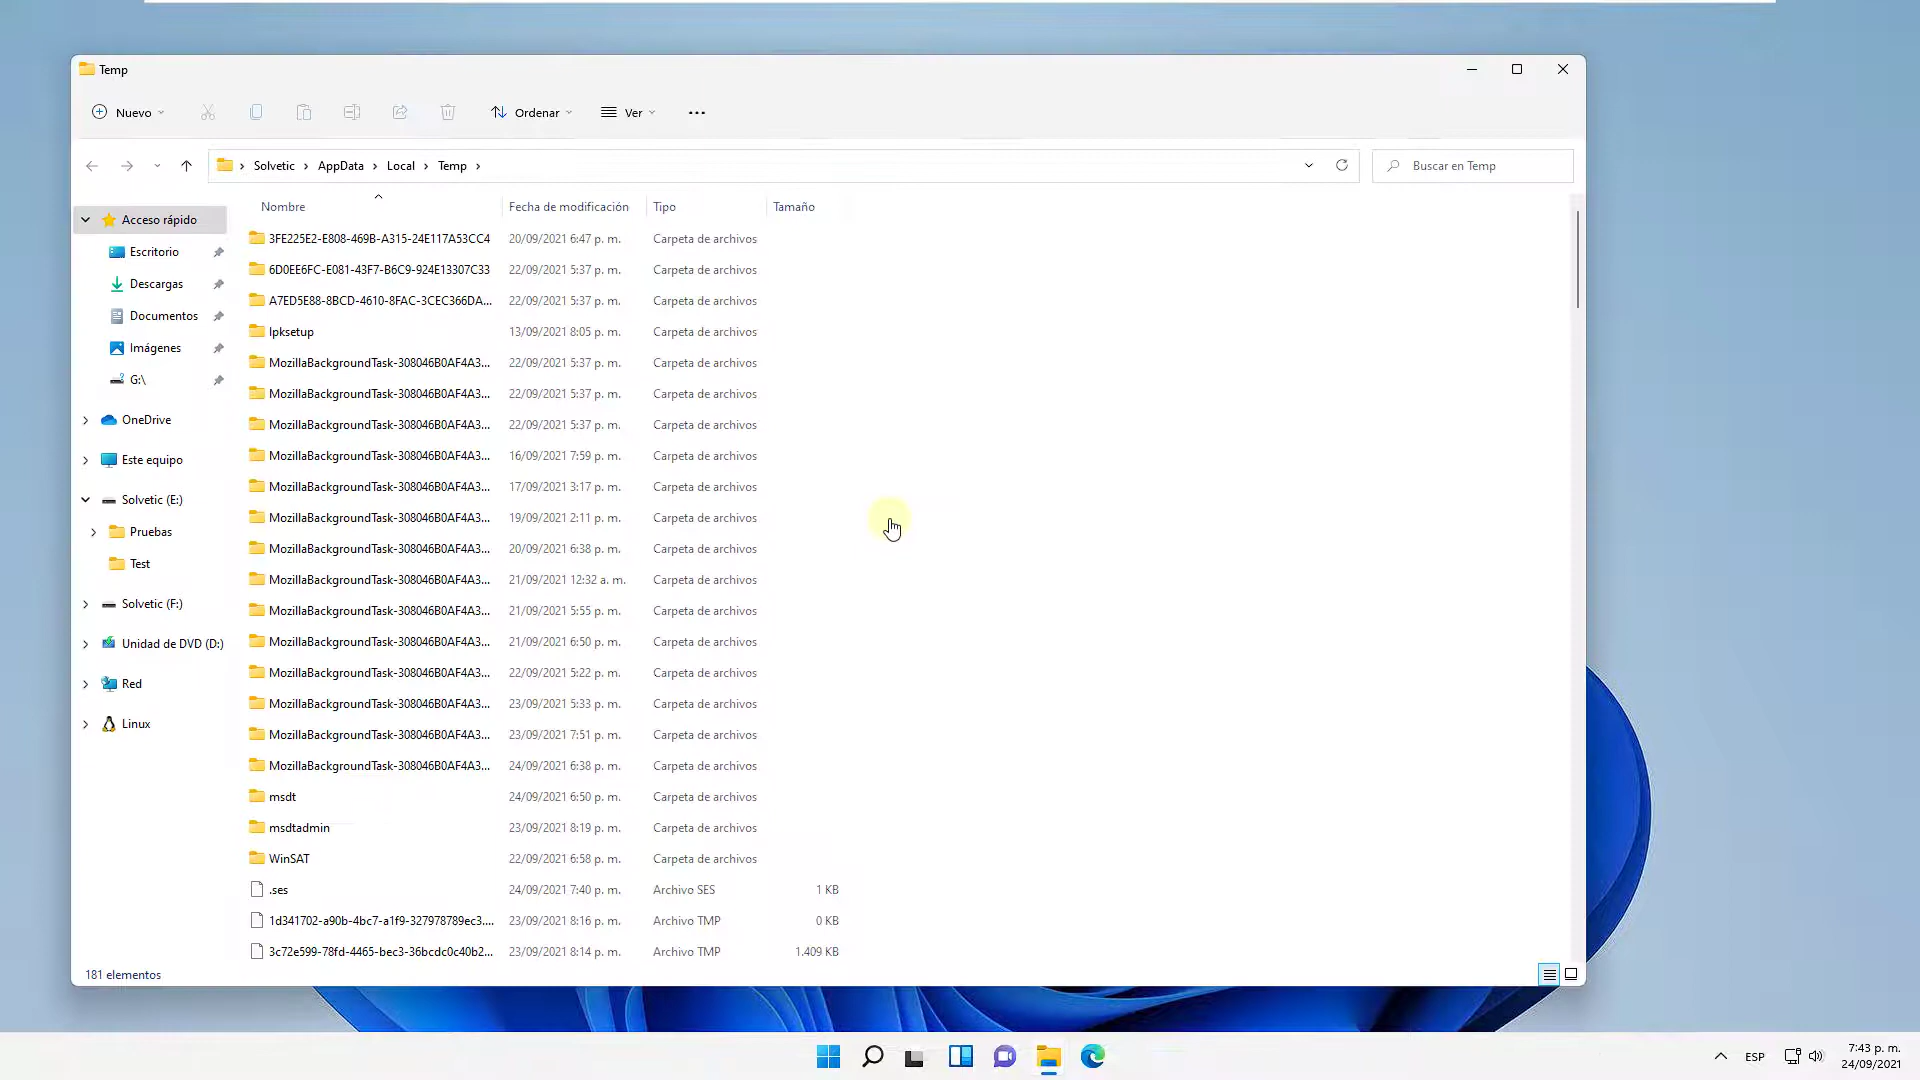 Temp
Nuevo
Ordenar
Ver
Solvetic > AppData > Local > Temp >
Buscar en Temp
Nombre Fecha de modificación Tipo Tamaño
Acceso rápido
Escritorio
Descargas
Documentos
Imágenes
G:\
OneDrive
Este equipo
Solvetic (E:)
Pruebas
Test
Solvetic (F:)
Unidad de DVD (D:)
Red
Linux
3FE225E2-E808-469B-A315-24E117A53CC4 20/09/2021 6:47 p. m. Carpeta de archivos
6D0EE6FC-E081-43F7-B6C9-924E13307C33 22/09/2021 5:37 p. m. Carpeta de archivos
A7ED5E88-8BCD-4610-8FAC-3CEC366DA... 22/09/2021 5:37 p. m. Carpeta de archivos
lpksetup 13/09/2021 8:05 p. m. Carpeta de archivos
MozillaBackgroundTask-308046B0AF4A3... 22/09/2021 5:37 p. m. Carpeta de archivos
MozillaBackgroundTask-308046B0AF4A3... 22/09/2021 5:37 p. m. Carpeta de archivos
MozillaBackgroundTask-308046B0AF4A3... 22/09/2021 5:37 p. m. Carpeta de archivos
MozillaBackgroundTask-308046B0AF4A3... 16/09/2021 7:59 p. m. Carpeta de archivos
MozillaBackgroundTask-308046B0AF4A3... 17/09/2021 3:17 p. m. Carpeta de archivos
MozillaBackgroundTask-308046B0AF4A3... 19/09/2021 2:11 p. m. Carpeta de archivos
MozillaBackgroundTask-308046B0AF4A3... 20/09/2021 6:38 p. m. Carpeta de archivos
MozillaBackgroundTask-308046B0AF4A3... 21/09/2021 12:32 a. m. Carpeta de archivos
MozillaBackgroundTask-308046B0AF4A3... 21/09/2021 5:55 p. m. Carpeta de archivos
MozillaBackgroundTask-308046B0AF4A3... 21/09/2021 6:50 p. m. Carpeta de archivos
MozillaBackgroundTask-308046B0AF4A3... 22/09/2021 5:22 p. m. Carpeta de archivos
MozillaBackgroundTask-308046B0AF4A3... 23/09/2021 5:33 p. m. Carpeta de archivos
MozillaBackgroundTask-308046B0AF4A3... 23/09/2021 7:51 p. m. Carpeta de archivos
MozillaBackgroundTask-308046B0AF4A3... 24/09/2021 6:38 p. m. Carpeta de archivos
msdt 24/09/2021 6:50 p. m. Carpeta de archivos
msdtadmin 23/09/2021 8:19 p. m. Carpeta de archivos
WinSAT 22/09/2021 6:58 p. m. Carpeta de archivos
.ses 24/09/2021 7:40 p. m. Archivo SES 1 KB
1d341702-a90b-4bc7-a1f9-327978789ec3.... 23/09/2021 8:16 p. m. Archivo TMP 0 KB
3c72e599-78fd-4465-bec3-36bcdc0c40b2... 23/09/2021 8:14 p. m. Archivo TMP 1.409 KB
181 elementos
ESP
7:43 p. m.
24/09/2021